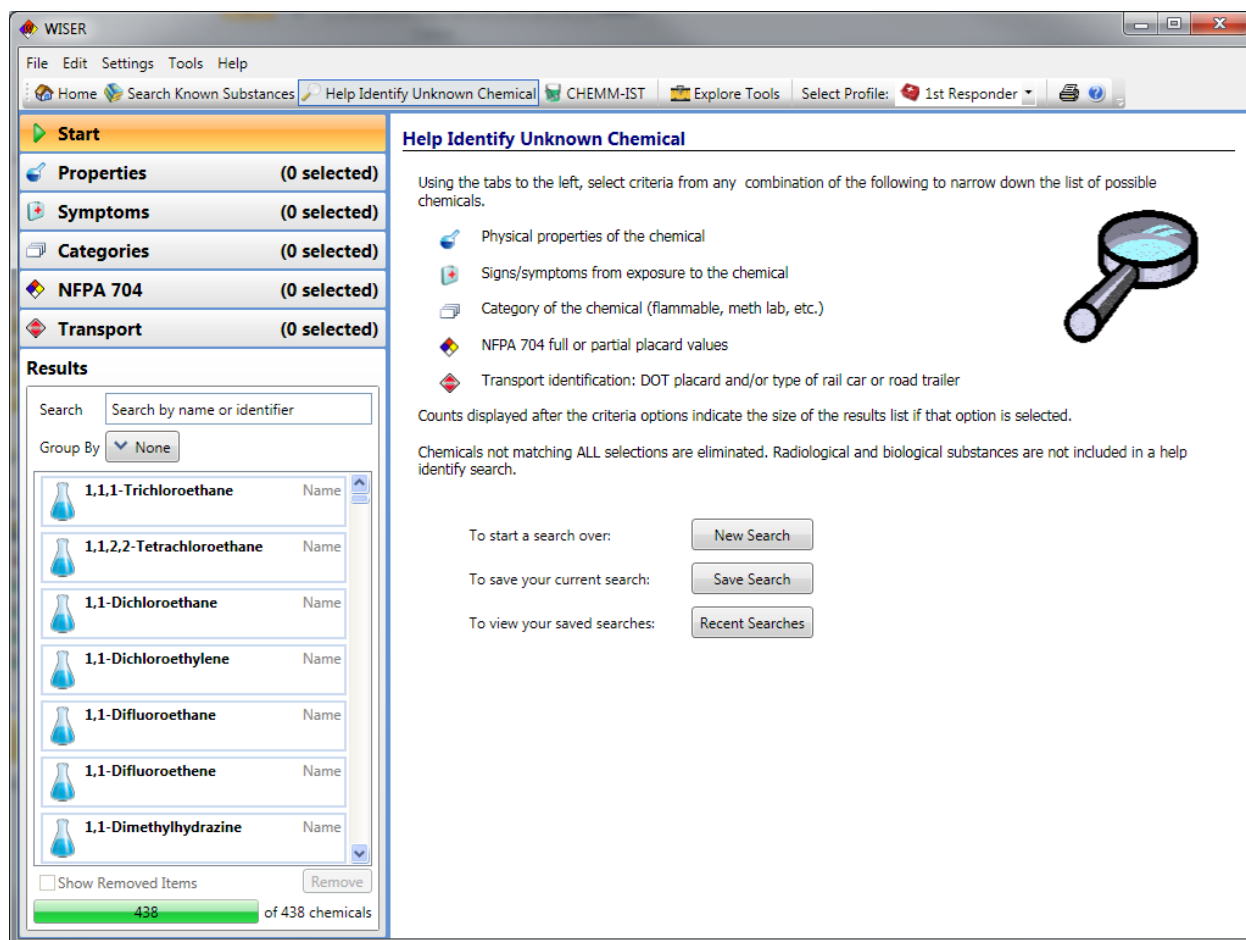 WISER
File Edit Settings Tools Help
Home Search Known Substances Help Identify Unknown Chemical CHEMM-IST Explore Tools Select Profile: 1st Responder
Start
Properties (0 selected)
Symptoms (0 selected)
Categories (0 selected)
NFPA 704 (0 selected)
Transport (0 selected)
Results
Search Search by name or identifier
Group By None
1,1,1-Trichloroethane Name
1,1,2,2-Tetrachloroethane Name
1,1-Dichloroethane Name
1,1-Dichloroethylene Name
1,1-Difluoroethane Name
1,1-Difluoroethene Name
1,1-Dimethylhydrazine Name
Show Removed Items Remove
438 of 438 chemicals
Help Identify Unknown Chemical
Using the tabs to the left, select criteria from any combination of the following to narrow down the list of possible
chemicals.
Physical properties of the chemical
Signs/symptoms from exposure to the chemical
Category of the chemical (flammable, meth lab, etc.)
NFPA 704 full or partial placard values
Transport identification: DOT placard and/or type of rail car or road trailer
Counts displayed after the criteria options indicate the size of the results list if that option is selected.
Chemicals not matching ALL selections are eliminated. Radiological and biological substances are not included in a help
identify search.
To start a search over: New Search
To save your current search: Save Search
To view your saved searches: Recent Searches